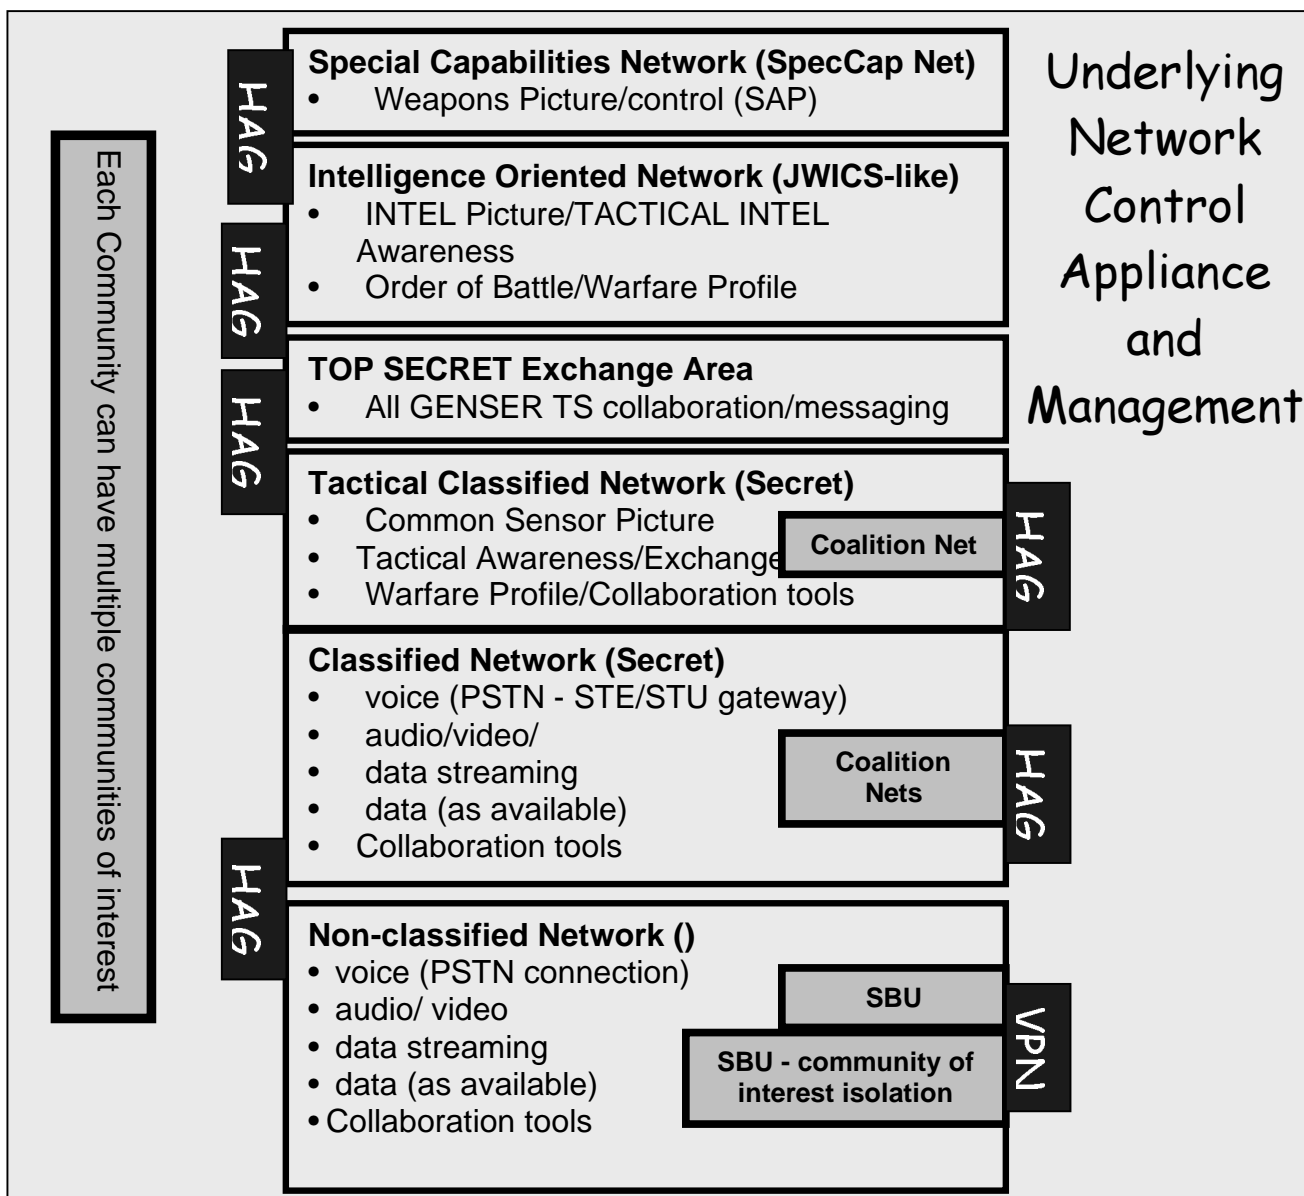 Special Capabilities Network (SpecCap Net)
• Weapons Picture/control (SAP)
HAG
Intelligence Oriented Network (JWICS-like)
• INTEL Picture/TACTICAL INTEL
Awareness
• Order of Battle/Warfare Profile
HAG
TOP SECRET Exchange Area
• All GENSER TS collaboration/messaging
HAG
Tactical Classified Network (Secret)
• Common Sensor Picture
• Tactical Awareness/Exchange
• Warfare Profile/Collaboration tools
Coalition Net
HAG
Classified Network (Secret)
• voice (PSTN - STE/STU gateway)
• audio/video/
• data streaming
• data (as available)
• Collaboration tools
Coalition
Nets
HAG
HAG
Non-classified Network ()
• voice (PSTN connection)
• audio/ video
• data streaming
• data (as available)
• Collaboration tools
SBU
SBU - community of
interest isolation
VPN
Each Community can have multiple communities of interest
Underlying
Network
Control
Appliance
and
Management